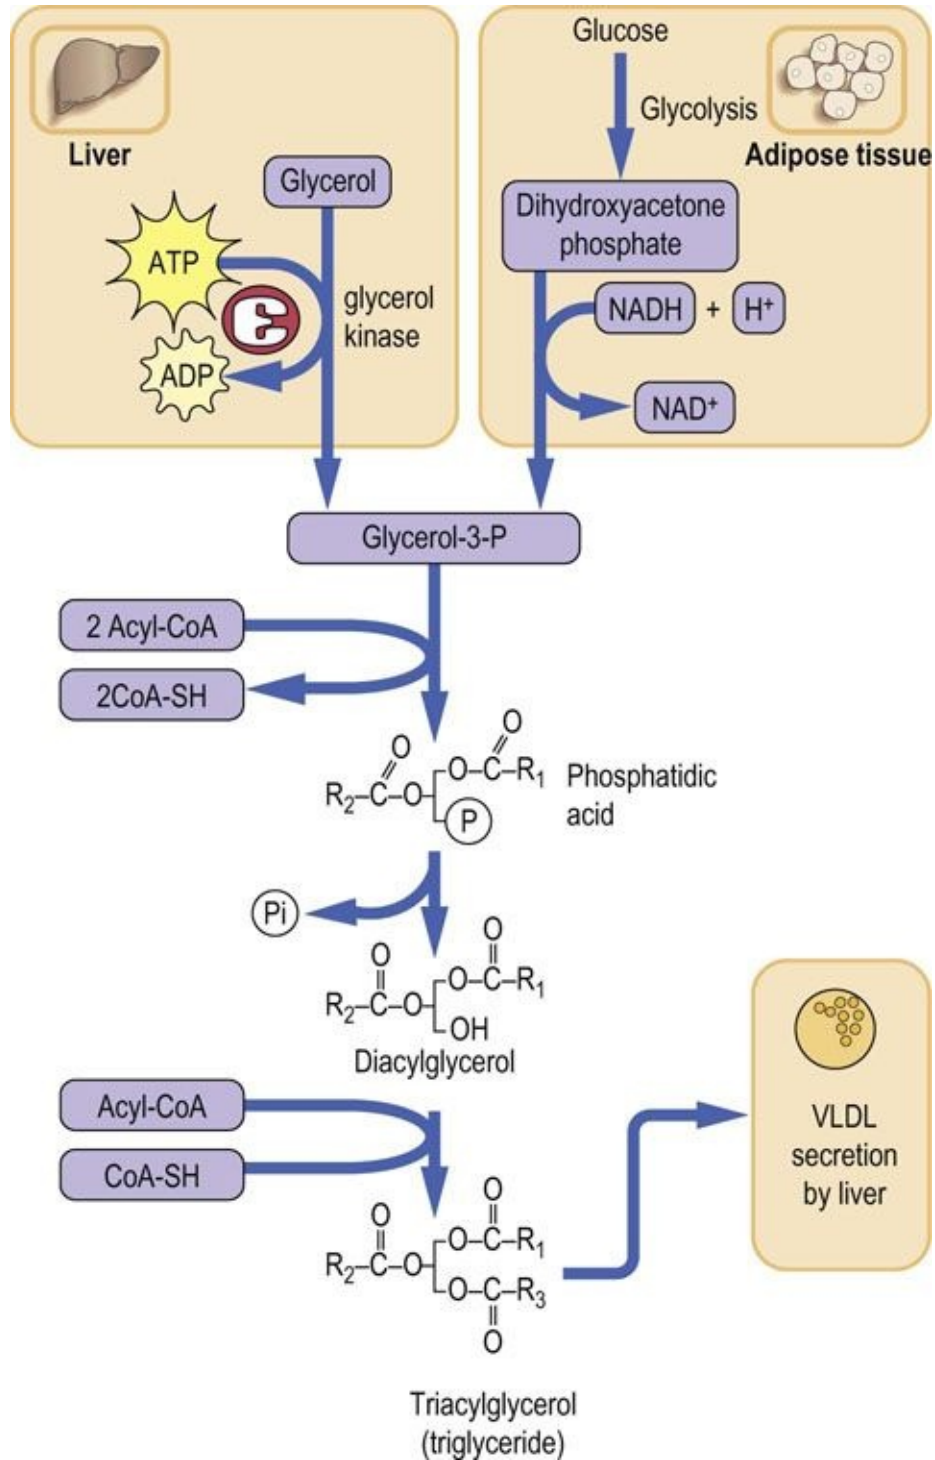 Liver
Glycerol
ATP
ADP
glycerol
kinase
Glucose
Glycolysis
Adipose tissue
Dihydroxyacetone
phosphate
NADH + H⁺
NAD⁺
Glycerol-3-P
2 Acyl-CoA
2CoA-SH
O
O
O–C–R₁
R₂–C–O
P
Phosphatidic
acid
Pi
O
O
O–C–R₁
R₂–C–O
OH
Diacylglycerol
Acyl-CoA
CoA-SH
O
O
O–C–R₁
R₂–C–O
O–C–R₃
O
Triacylglycerol
(triglyceride)
VLDL
secretion
by liver